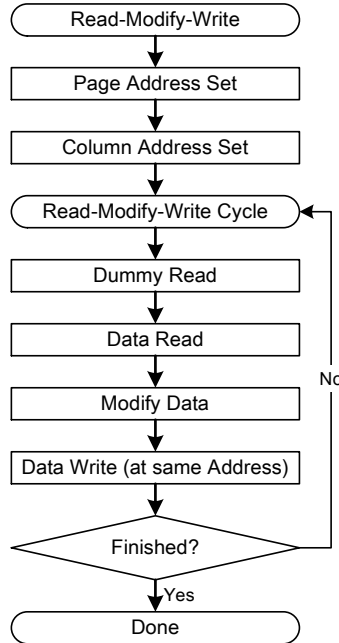 Read-Modify-Write
Page Address Set
Column Address Set
Read-Modify-Write Cycle
Dummy Read
Data Read
No
Modify Data
Data Write (at same Address)
Finished?
Yes
Done